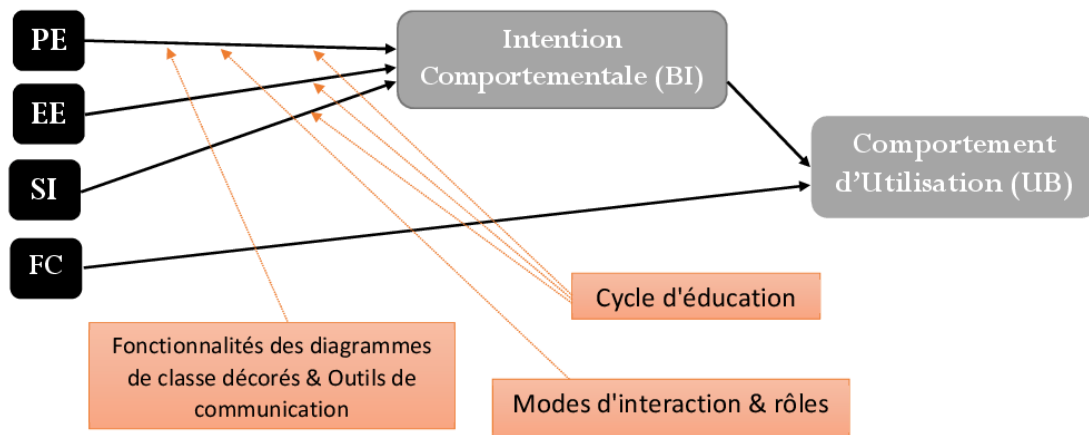 PE
EE
SI
FC
Intention
Comportementale (BI)
Comportement
d’Utilisation (UB)
Cycle d'éducation
Fonctionnalités des diagrammes
de classe décorés & Outils de
communication
Modes d'interaction & rôles